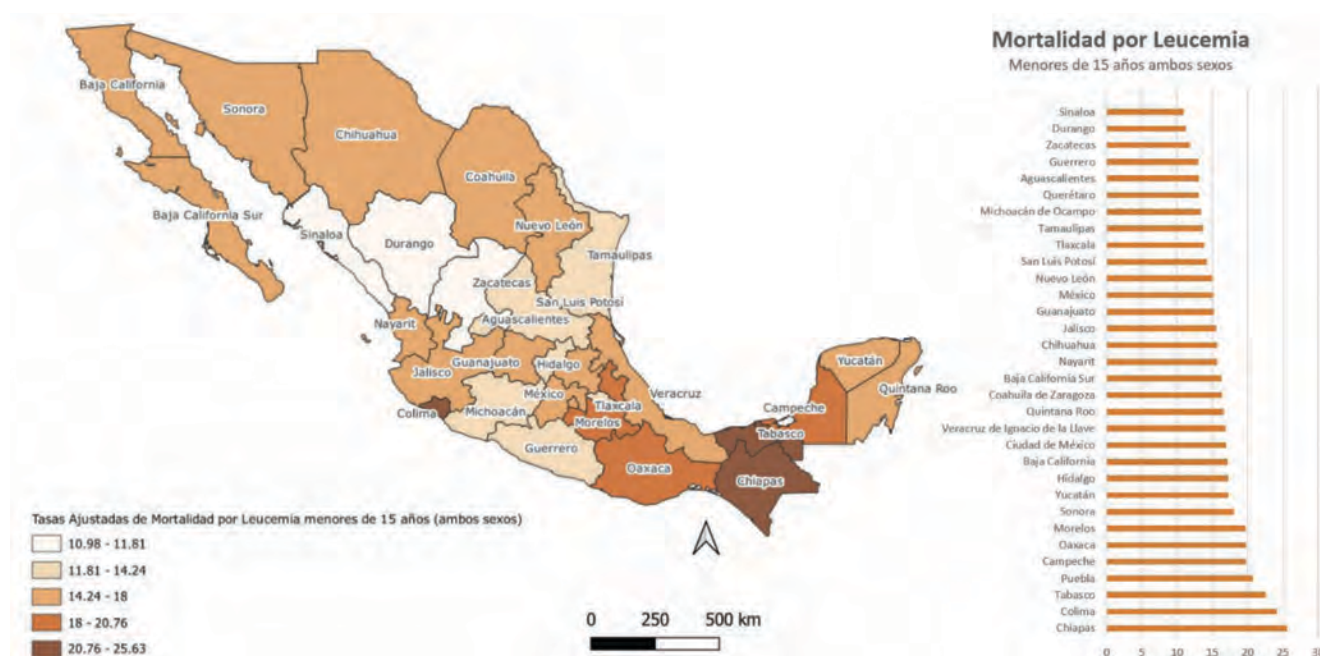 Baja California
Sonora
Chihuahua
Coahuila
Baja California Sur
Sinaloa
Durango
Nuevo León
Tamaulipas
Zacatecas
San Luis Potosí
Aguascalientes
Nayarit
Guanajuato
Hidalgo
Jalisco
Yucatán
Quintana Roo
México
Veracruz
Colima
Michoacán
Tlaxcala
Campeche
Morelos
Tabasco
Guerrero
Oaxaca
Chiapas
Tasas Ajustadas de Mortalidad por Leucemia menores de 15 años (ambos sexos)
10.98 - 11.81
11.81 - 14.24
14.24 - 18
18 - 20.76
20.76 - 25.63
0 250 500 km
Mortalidad por Leucemia
Menores de 15 años ambos sexos
Sinaloa
Durango
Zacatecas
Guerrero
Aguascalientes
Querétaro
Michoacán de Ocampo
Tamaulipas
Tlaxcala
San Luis Potosí
Nuevo León
México
Guanajuato
Jalisco
Chihuahua
Nayarit
Baja California Sur
Coahuila de Zaragoza
Quintana Roo
Veracruz de Ignacio de la Llave
Ciudad de México
Baja California
Hidalgo
Yucatán
Sonora
Morelos
Oaxaca
Campeche
Puebla
Tabasco
Colima
Chiapas
0 5 10 15 20 25 30